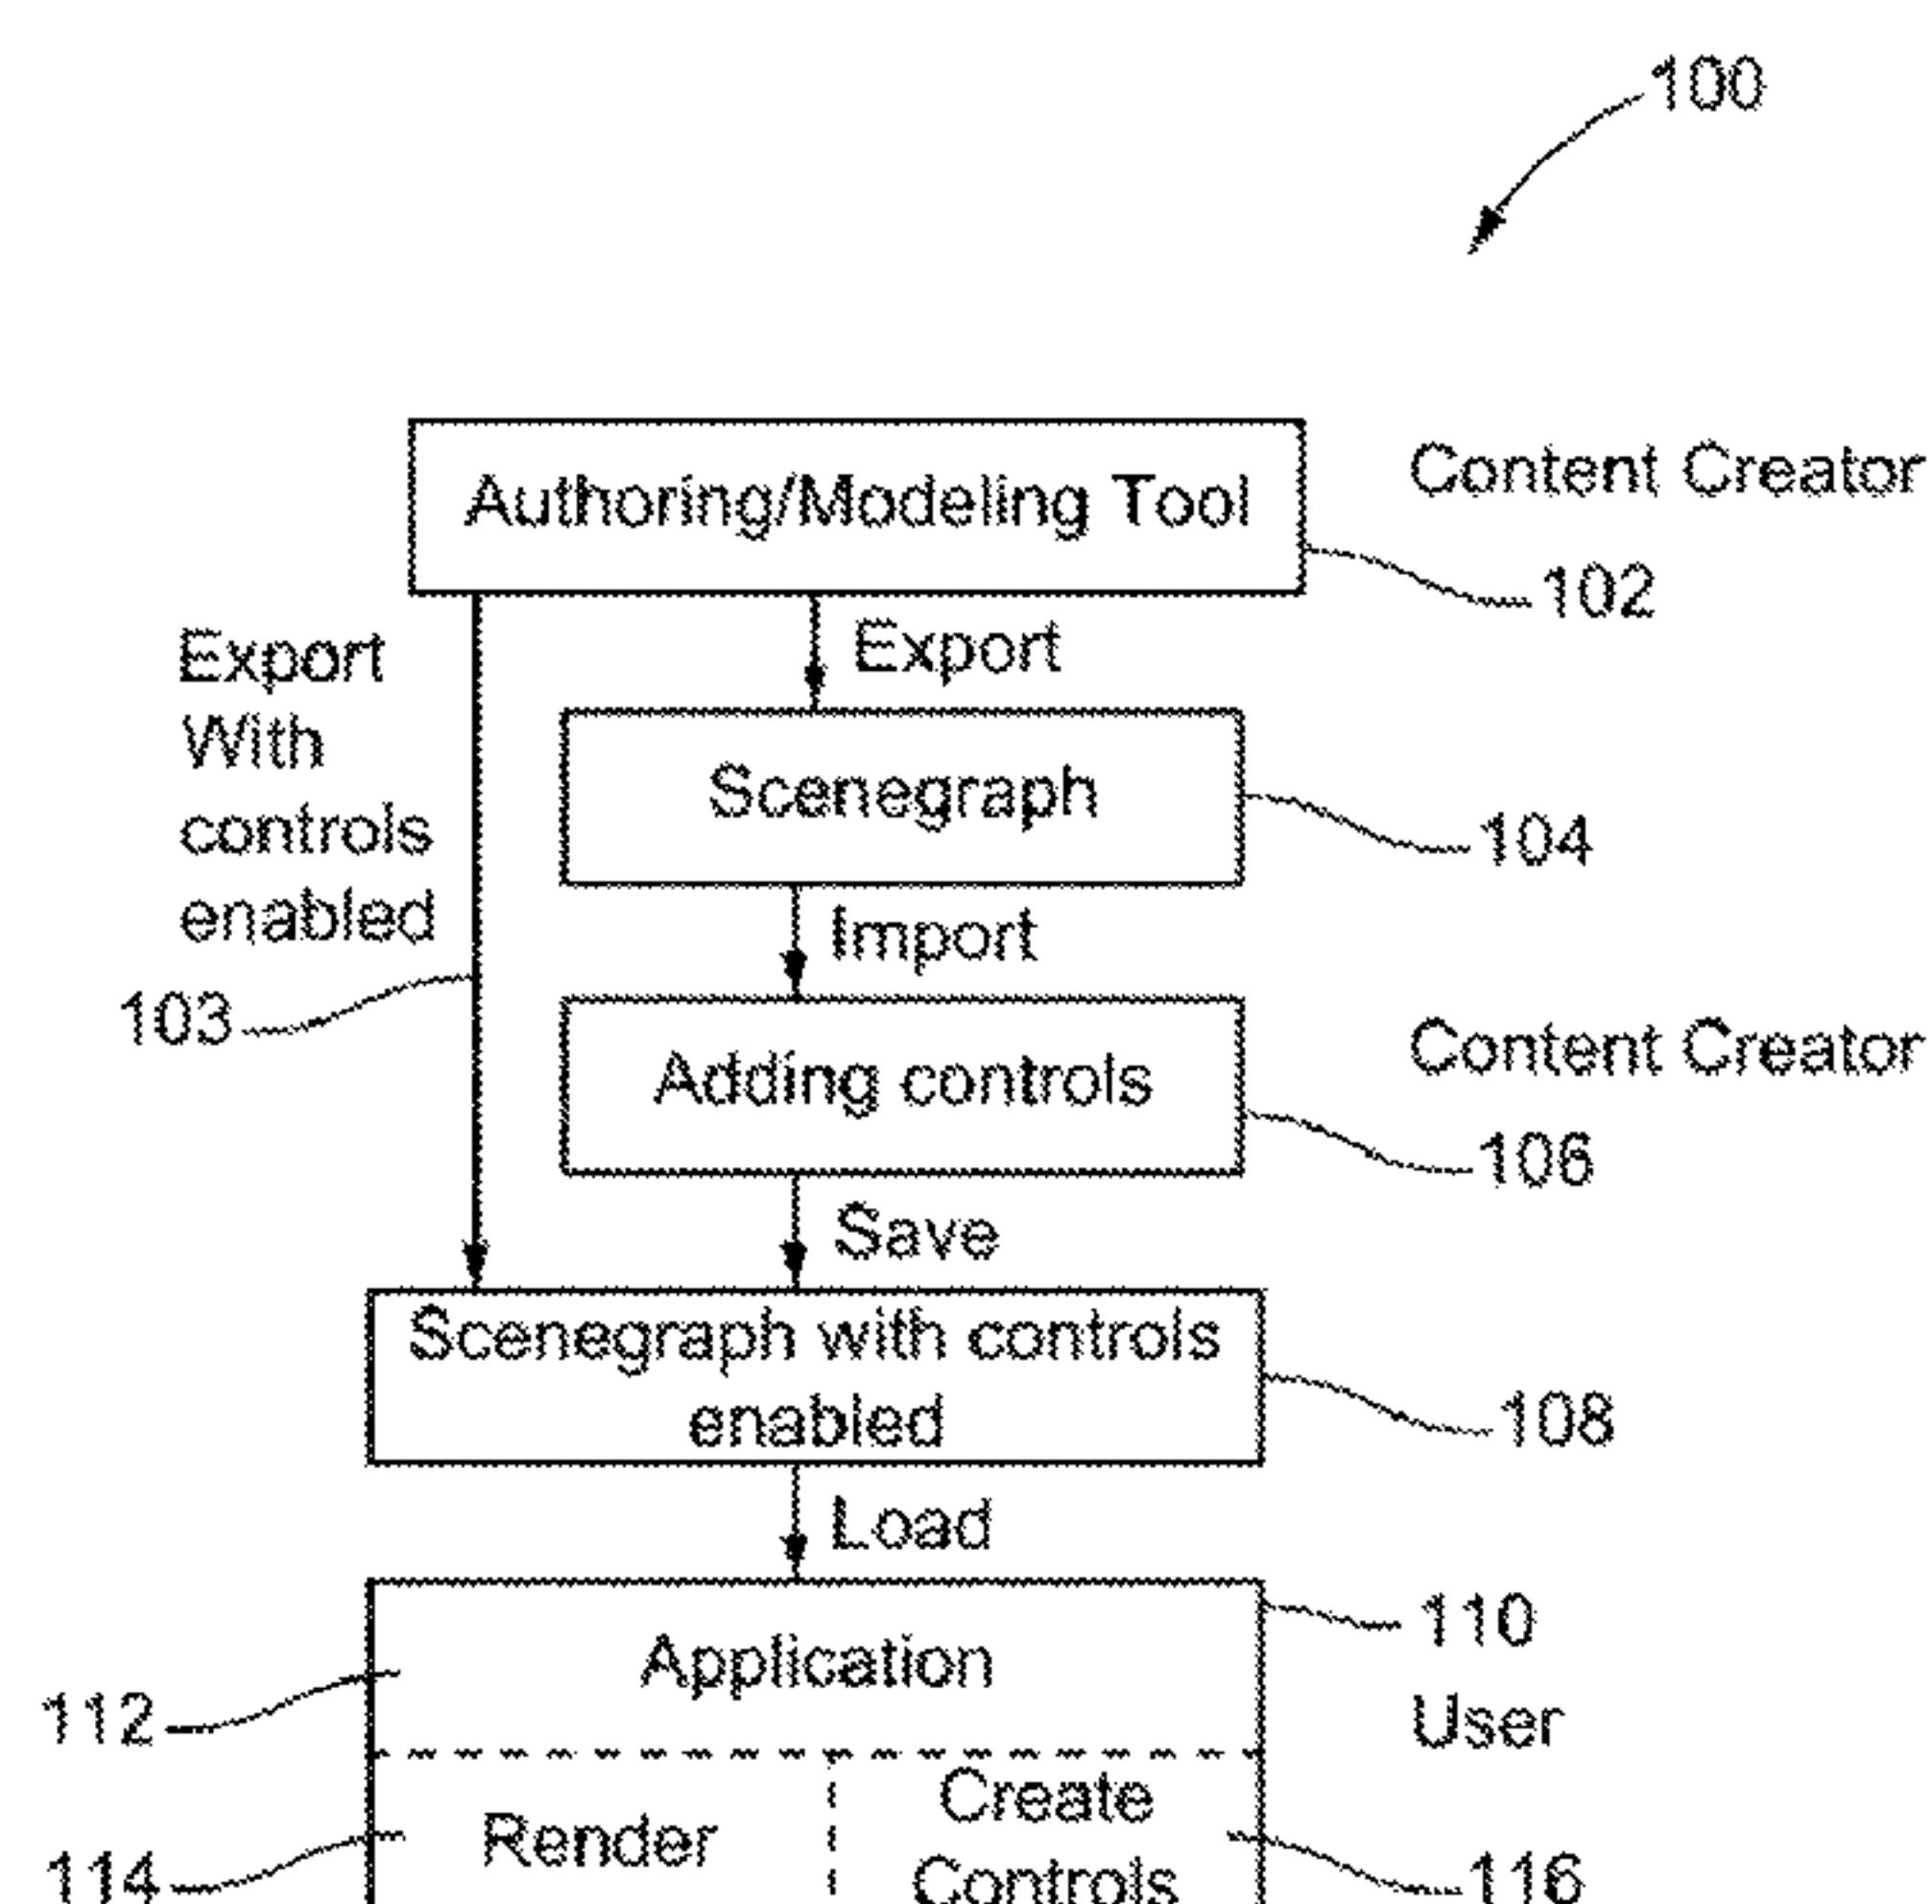 100
Authoring/Modeling Tool
Content Creator
102
Export
With
controls
enabled
Export
Scenegraph
104
Import
103
Adding controls
Content Creator
106
Save
Scenegraph with controls
enabled
108
Load
Application
110
112
User
Render
Create
Controls
114
116